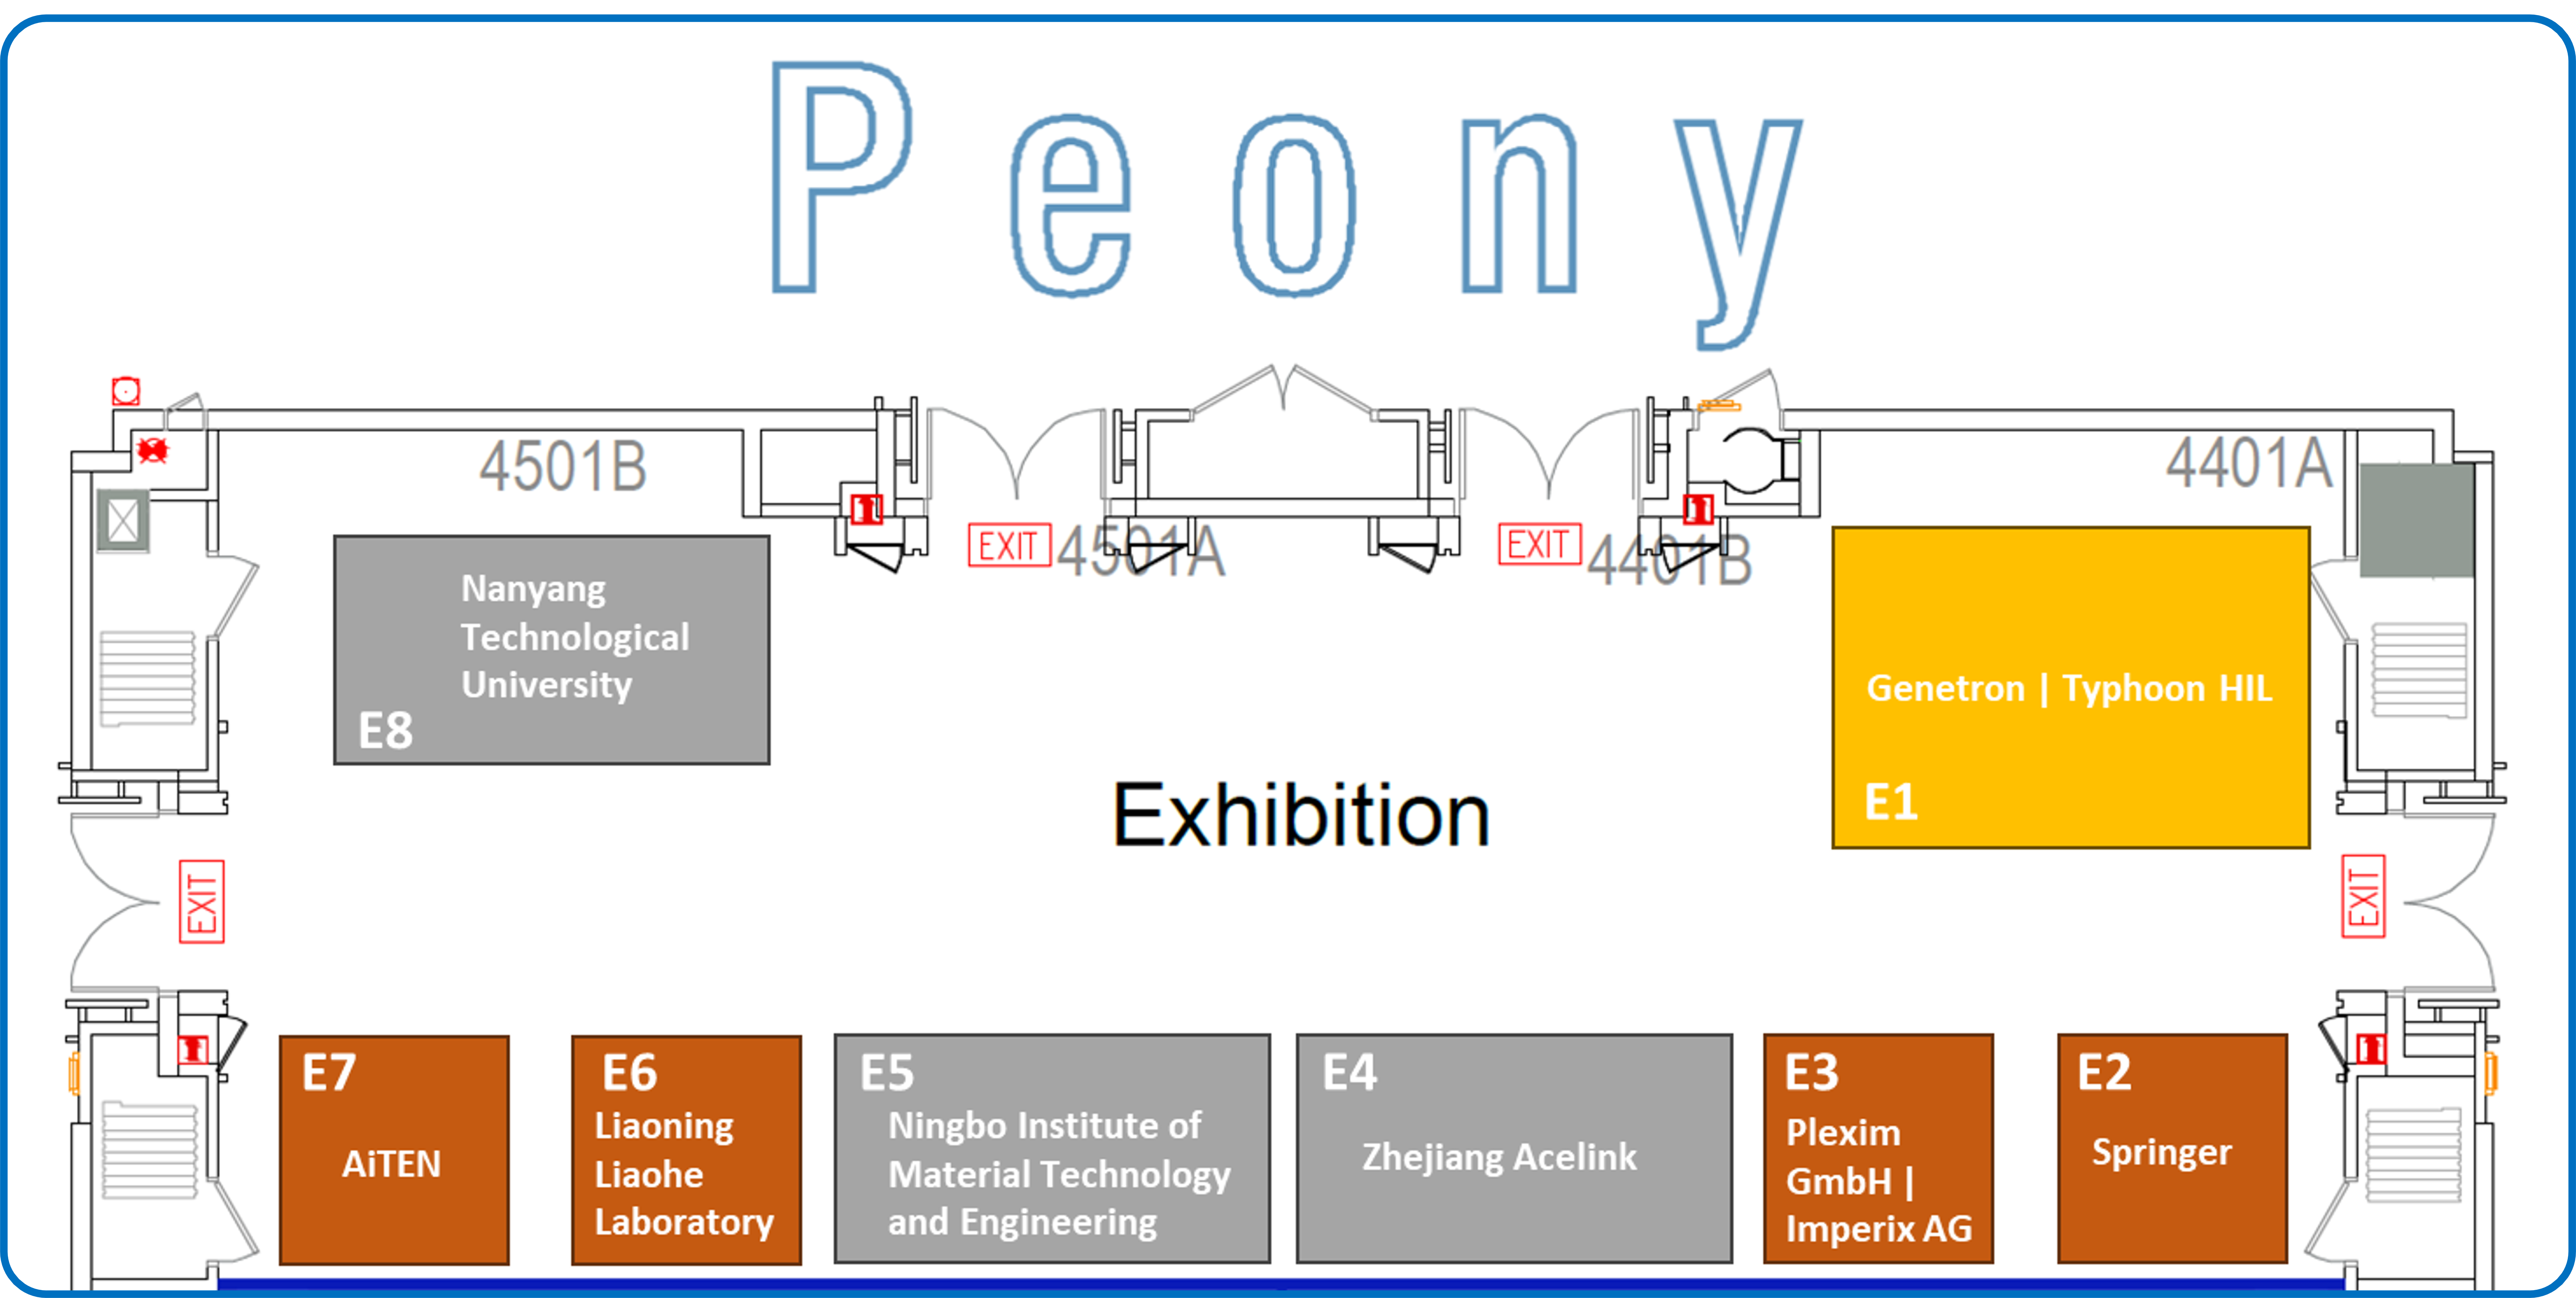 Peony
4501B
4401A
EXIT
4501A
EXIT
4401B
Nanyang
Technological
University
E8
Genetron | Typhoon HIL
E1
Exhibition
EXIT
EXIT
E7
AiTEN
E6
Liaoning
Liaohe
Laboratory
E5
Ningbo Institute of
Material Technology
and Engineering
E4
Zhejiang Acelink
E3
Plexim
GmbH |
Imperix AG
E2
Springer